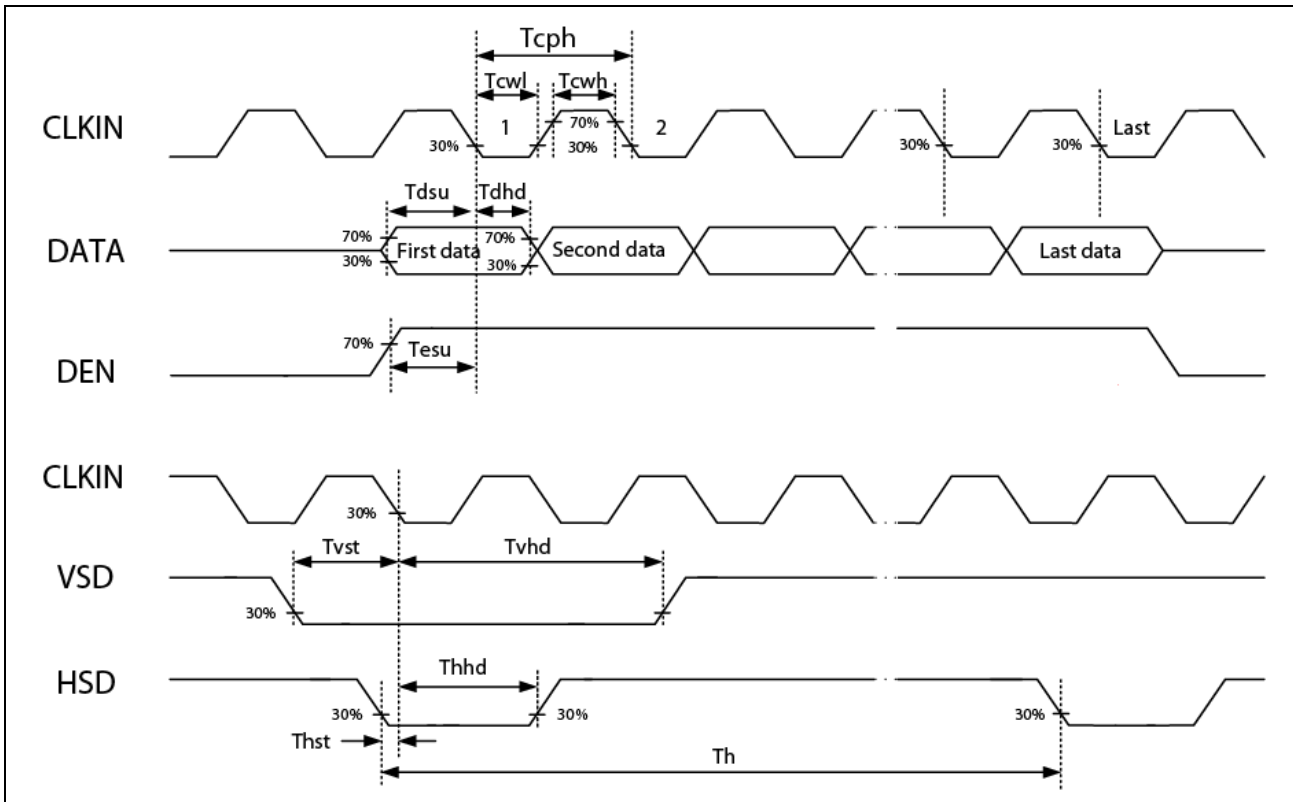 Tcph
Tcwl Tcwh
CLKIN 30% 1 70% 30% 2 30% 30% Last
Tdsu Tdhd
DATA 70% 30% First data 70% 30% Second data Last data
DEN 70% Tesu
CLKIN 30%
Tvst Tvhd
VSD 30%
Thhd
HSD 30% 30% 30%
Thst
Th